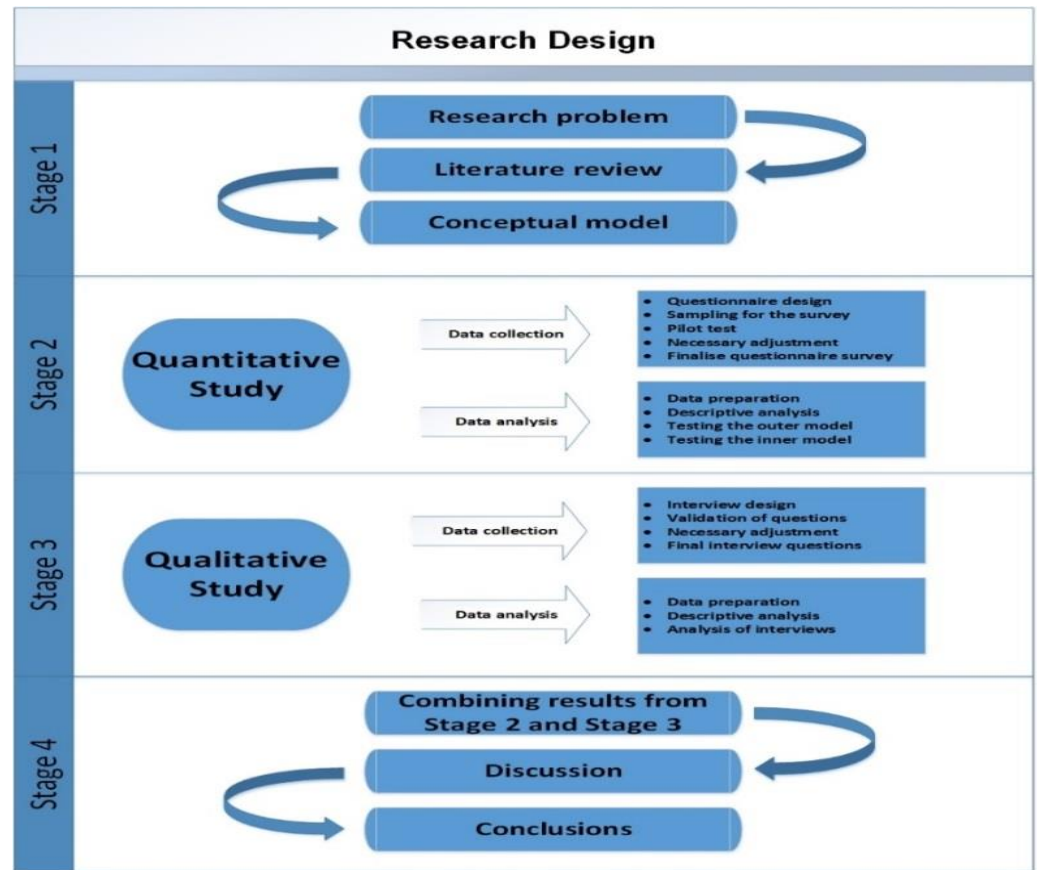 Research Design
Stage 1
Research problem
Literature review
Conceptual model
Stage 2
Quantitative
Study
Data collection
• Questionnaire design
• Sampling for the survey
• Pilot test
• Necessary adjustment
• Finalise questionnaire survey
Data analysis
• Data preparation
• Descriptive analysis
• Testing the outer model
• Testing the inner model
Stage 3
Qualitative
Study
Data collection
• Interview design
• Validation of questions
• Necessary adjustment
• Final interview questions
Data analysis
• Data preparation
• Descriptive analysis
• Analysis of interviews
Stage 4
Combining results from
Stage 2 and Stage 3
Discussion
Conclusions